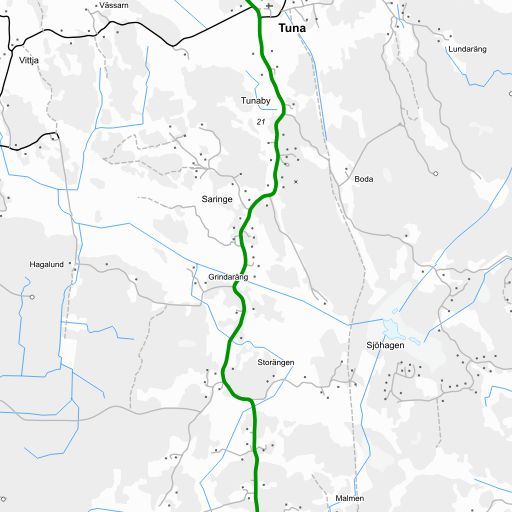 Vässarn
Tuna
Lundaräng
Vittja
Tunaby
21
Boda
Saringe
Hagalund
Grindaräng
Sjöhagen
Storängen
Malmen